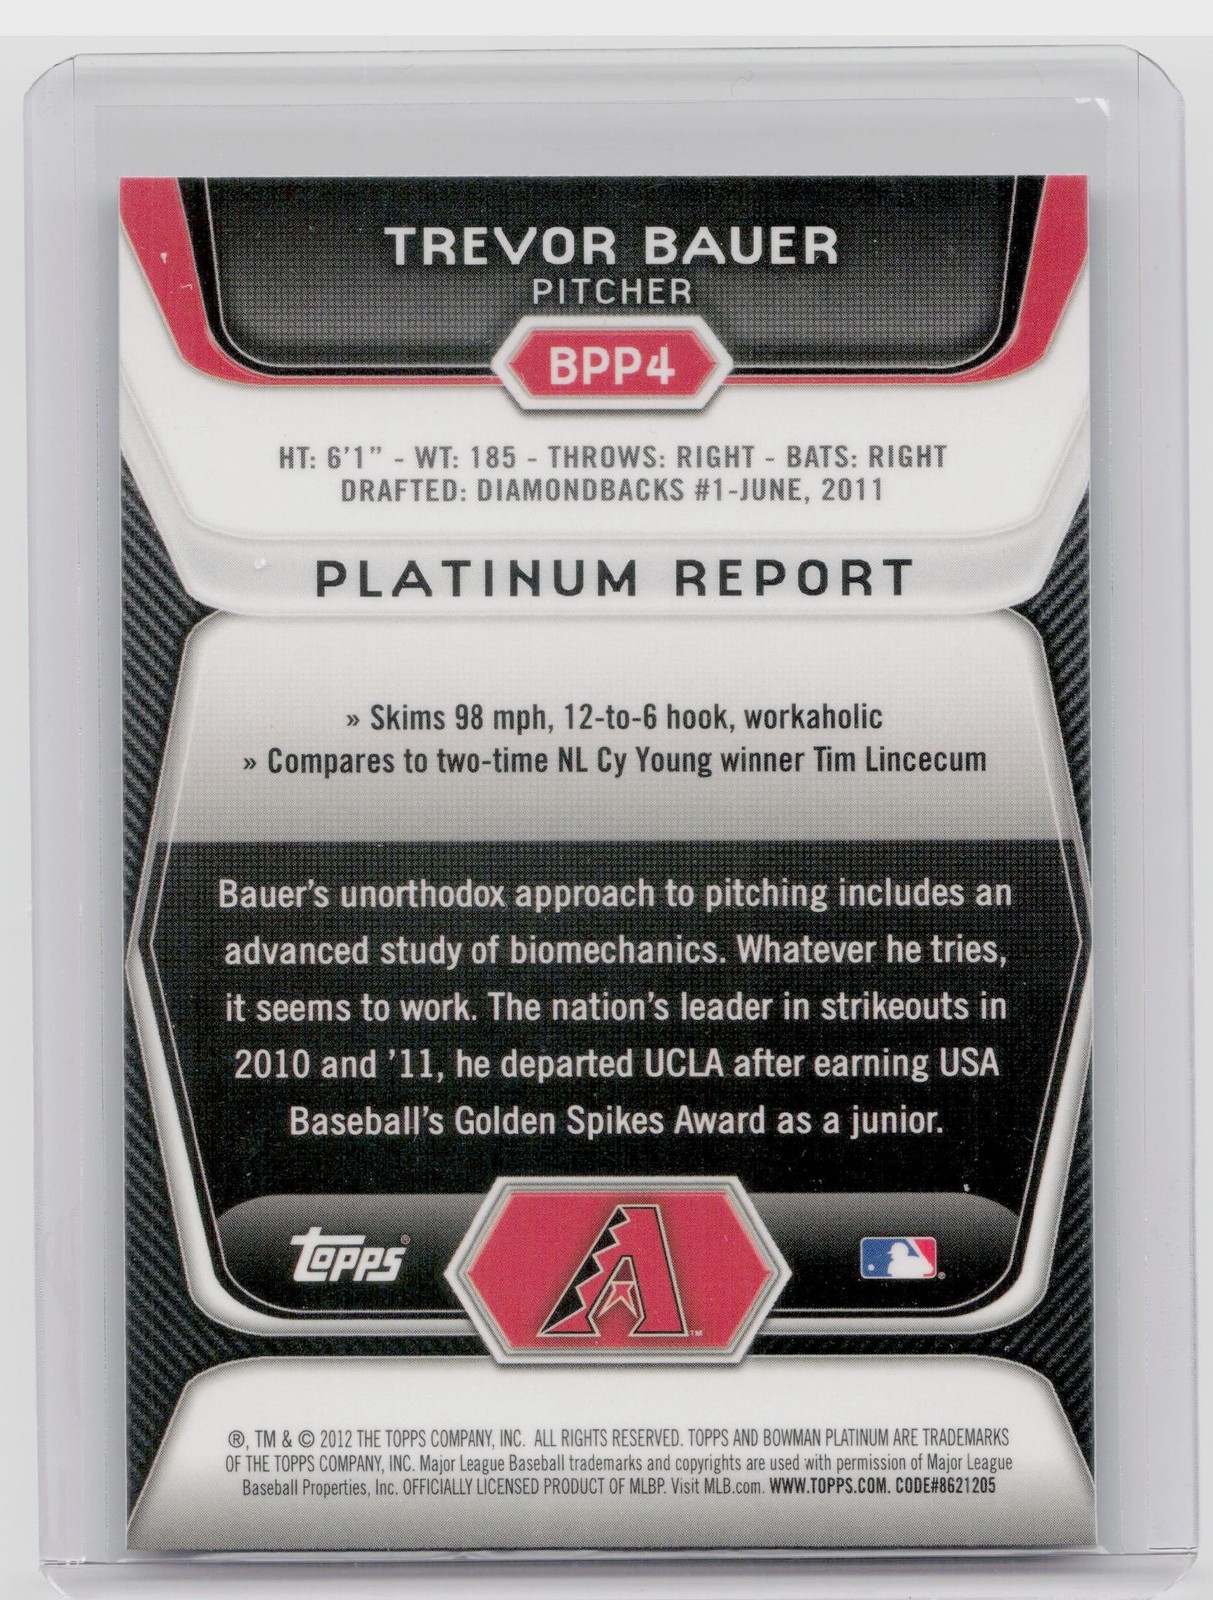 TREVOR BAUER
PITCHER
BPP4
HT: 6'1" - WT: 185 - THROWS: RIGHT - BATS: RIGHT
DRAFTED: DIAMONDBACKS #1-JUNE, 2011
PLATINUM REPORT
» Skims 98 mph, 12-to-6 hook, workaholic
» Compares to two-time NL Cy Young winner Tim Lincecum
Bauer's unorthodox approach to pitching includes an
advanced study of biomechanics. Whatever he tries,
it seems to work. The nation's leader in strikeouts in
2010 and '11, he departed UCLA after earning USA
Baseball's Golden Spikes Award as a junior.
Topps®
A™
®
®, TM & © 2012 THE TOPPS COMPANY, INC. ALL RIGHTS RESERVED. TOPPS AND BOWMAN PLATINUM ARE TRADEMARKS
OF THE TOPPS COMPANY, INC. Major League Baseball trademarks and copyrights are used with permission of Major League
Baseball Properties, Inc. OFFICIALLY LICENSED PRODUCT OF MLBP. Visit MLB.com. WWW.TOPPS.COM. CODE#8621205